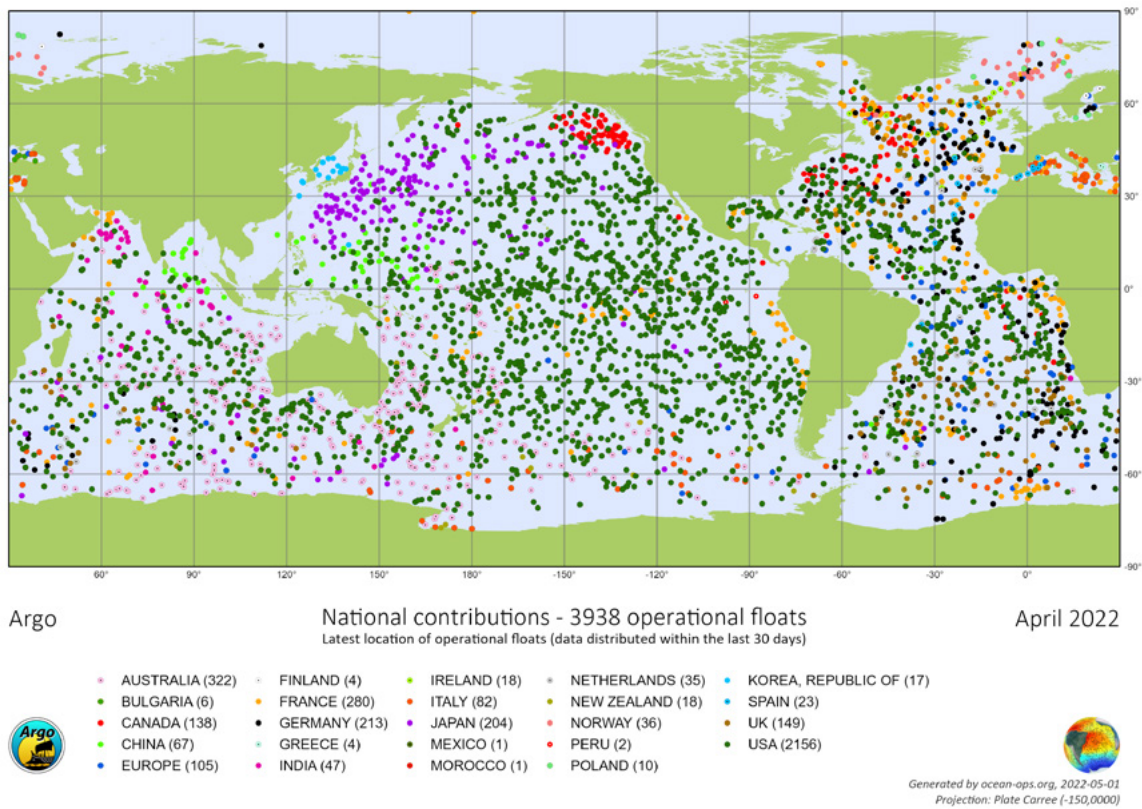 90°
60°
30°
0°
-30°
-60°
-90°
60° 90° 120° 150° 180° -150° -120° -90° -60° -30° 0°
Argo
National contributions - 3938 operational floats
April 2022
Latest location of operational floats (data distributed within the last 30 days)
AUSTRALIA (322)
BULGARIA (6)
CANADA (138)
CHINA (67)
EUROPE (105)
FINLAND (4)
FRANCE (280)
GERMANY (213)
GREECE (4)
INDIA (47)
IRELAND (18)
ITALY (82)
JAPAN (204)
MEXICO (1)
MOROCCO (1)
NETHERLANDS (35)
NEW ZEALAND (18)
NORWAY (36)
PERU (2)
POLAND (10)
KOREA, REPUBLIC OF (17)
SPAIN (23)
UK (149)
USA (2156)
Argo
Generated by ocean-ops.org, 2022-05-01
Projection: Plate Carree (-150,0000)